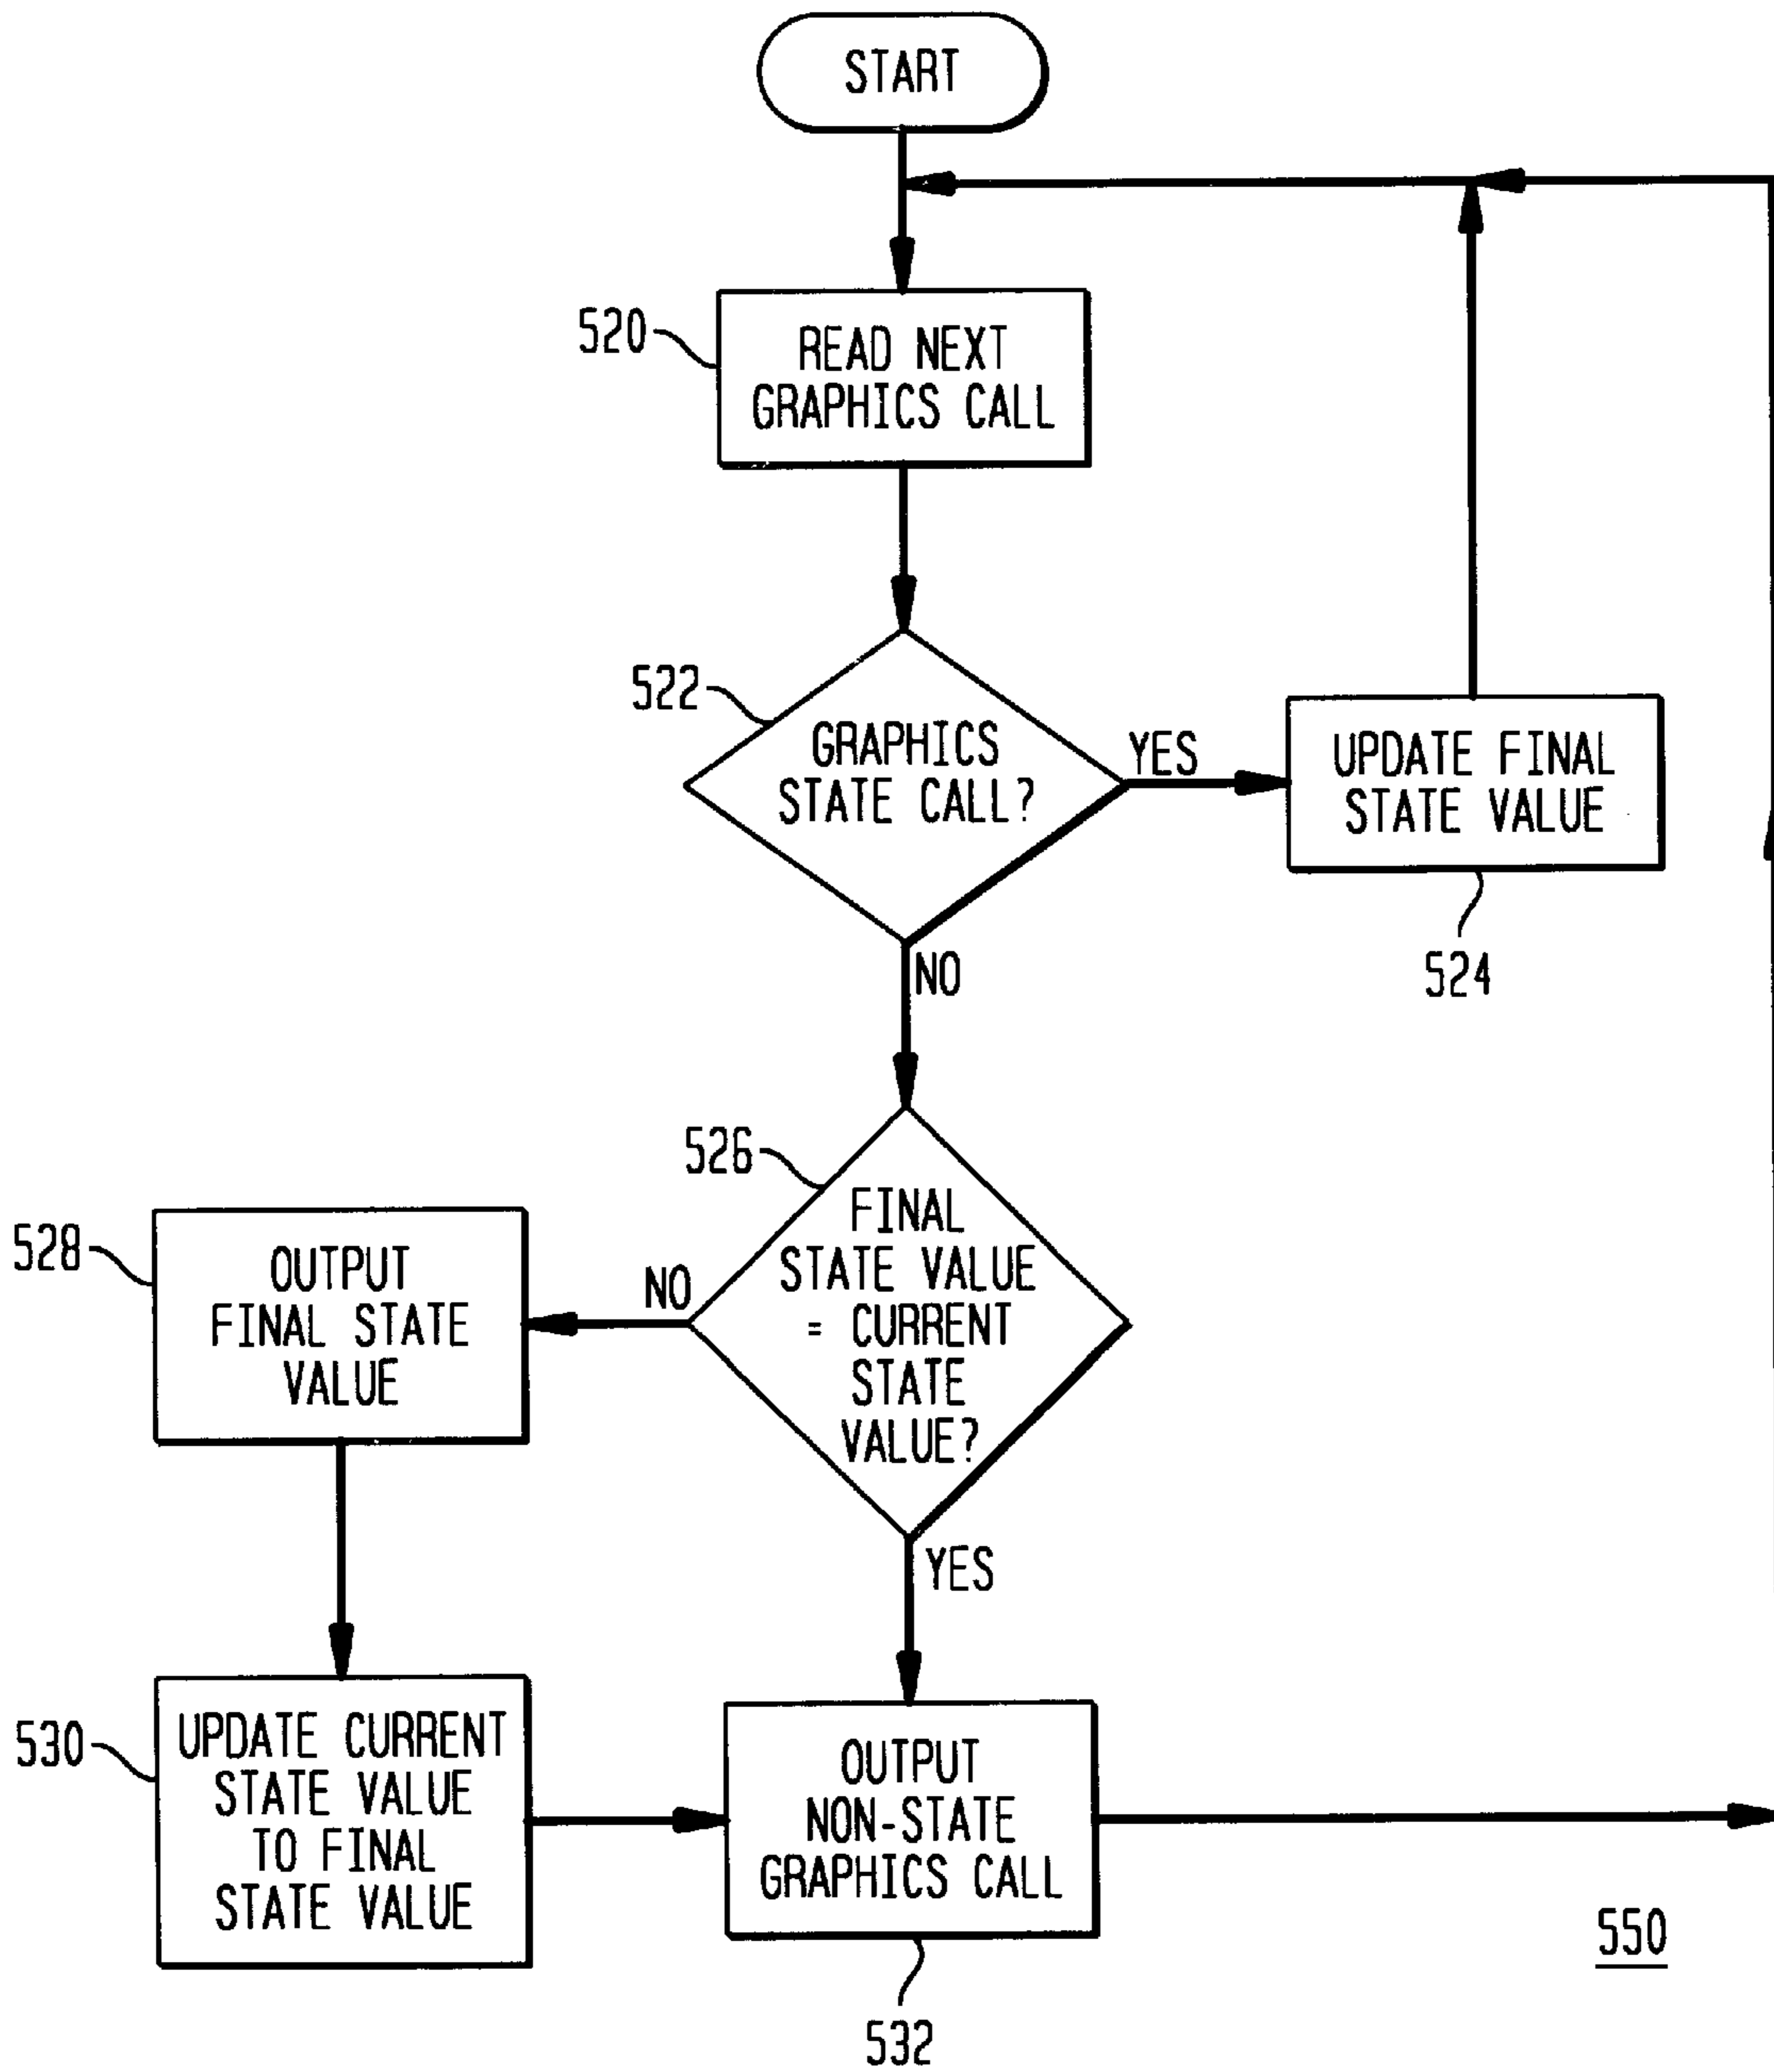 START
520
READ NEXT
GRAPHICS CALL
522
GRAPHICS
STATE CALL?
YES
UPDATE FINAL
STATE VALUE
524
NO
526
FINAL
STATE VALUE
= CURRENT
STATE
VALUE?
NO
528
OUTPUT
FINAL STATE
VALUE
YES
530
UPDATE CURRENT
STATE VALUE
TO FINAL
STATE VALUE
OUTPUT
NON-STATE
GRAPHICS CALL
532
550